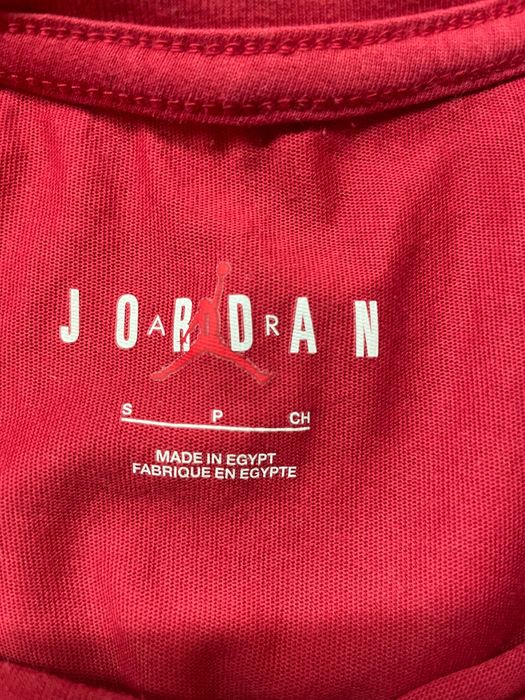 JORDAN
AIR
S P CH
MADE IN EGYPT
FABRIQUE EN EGYPTE